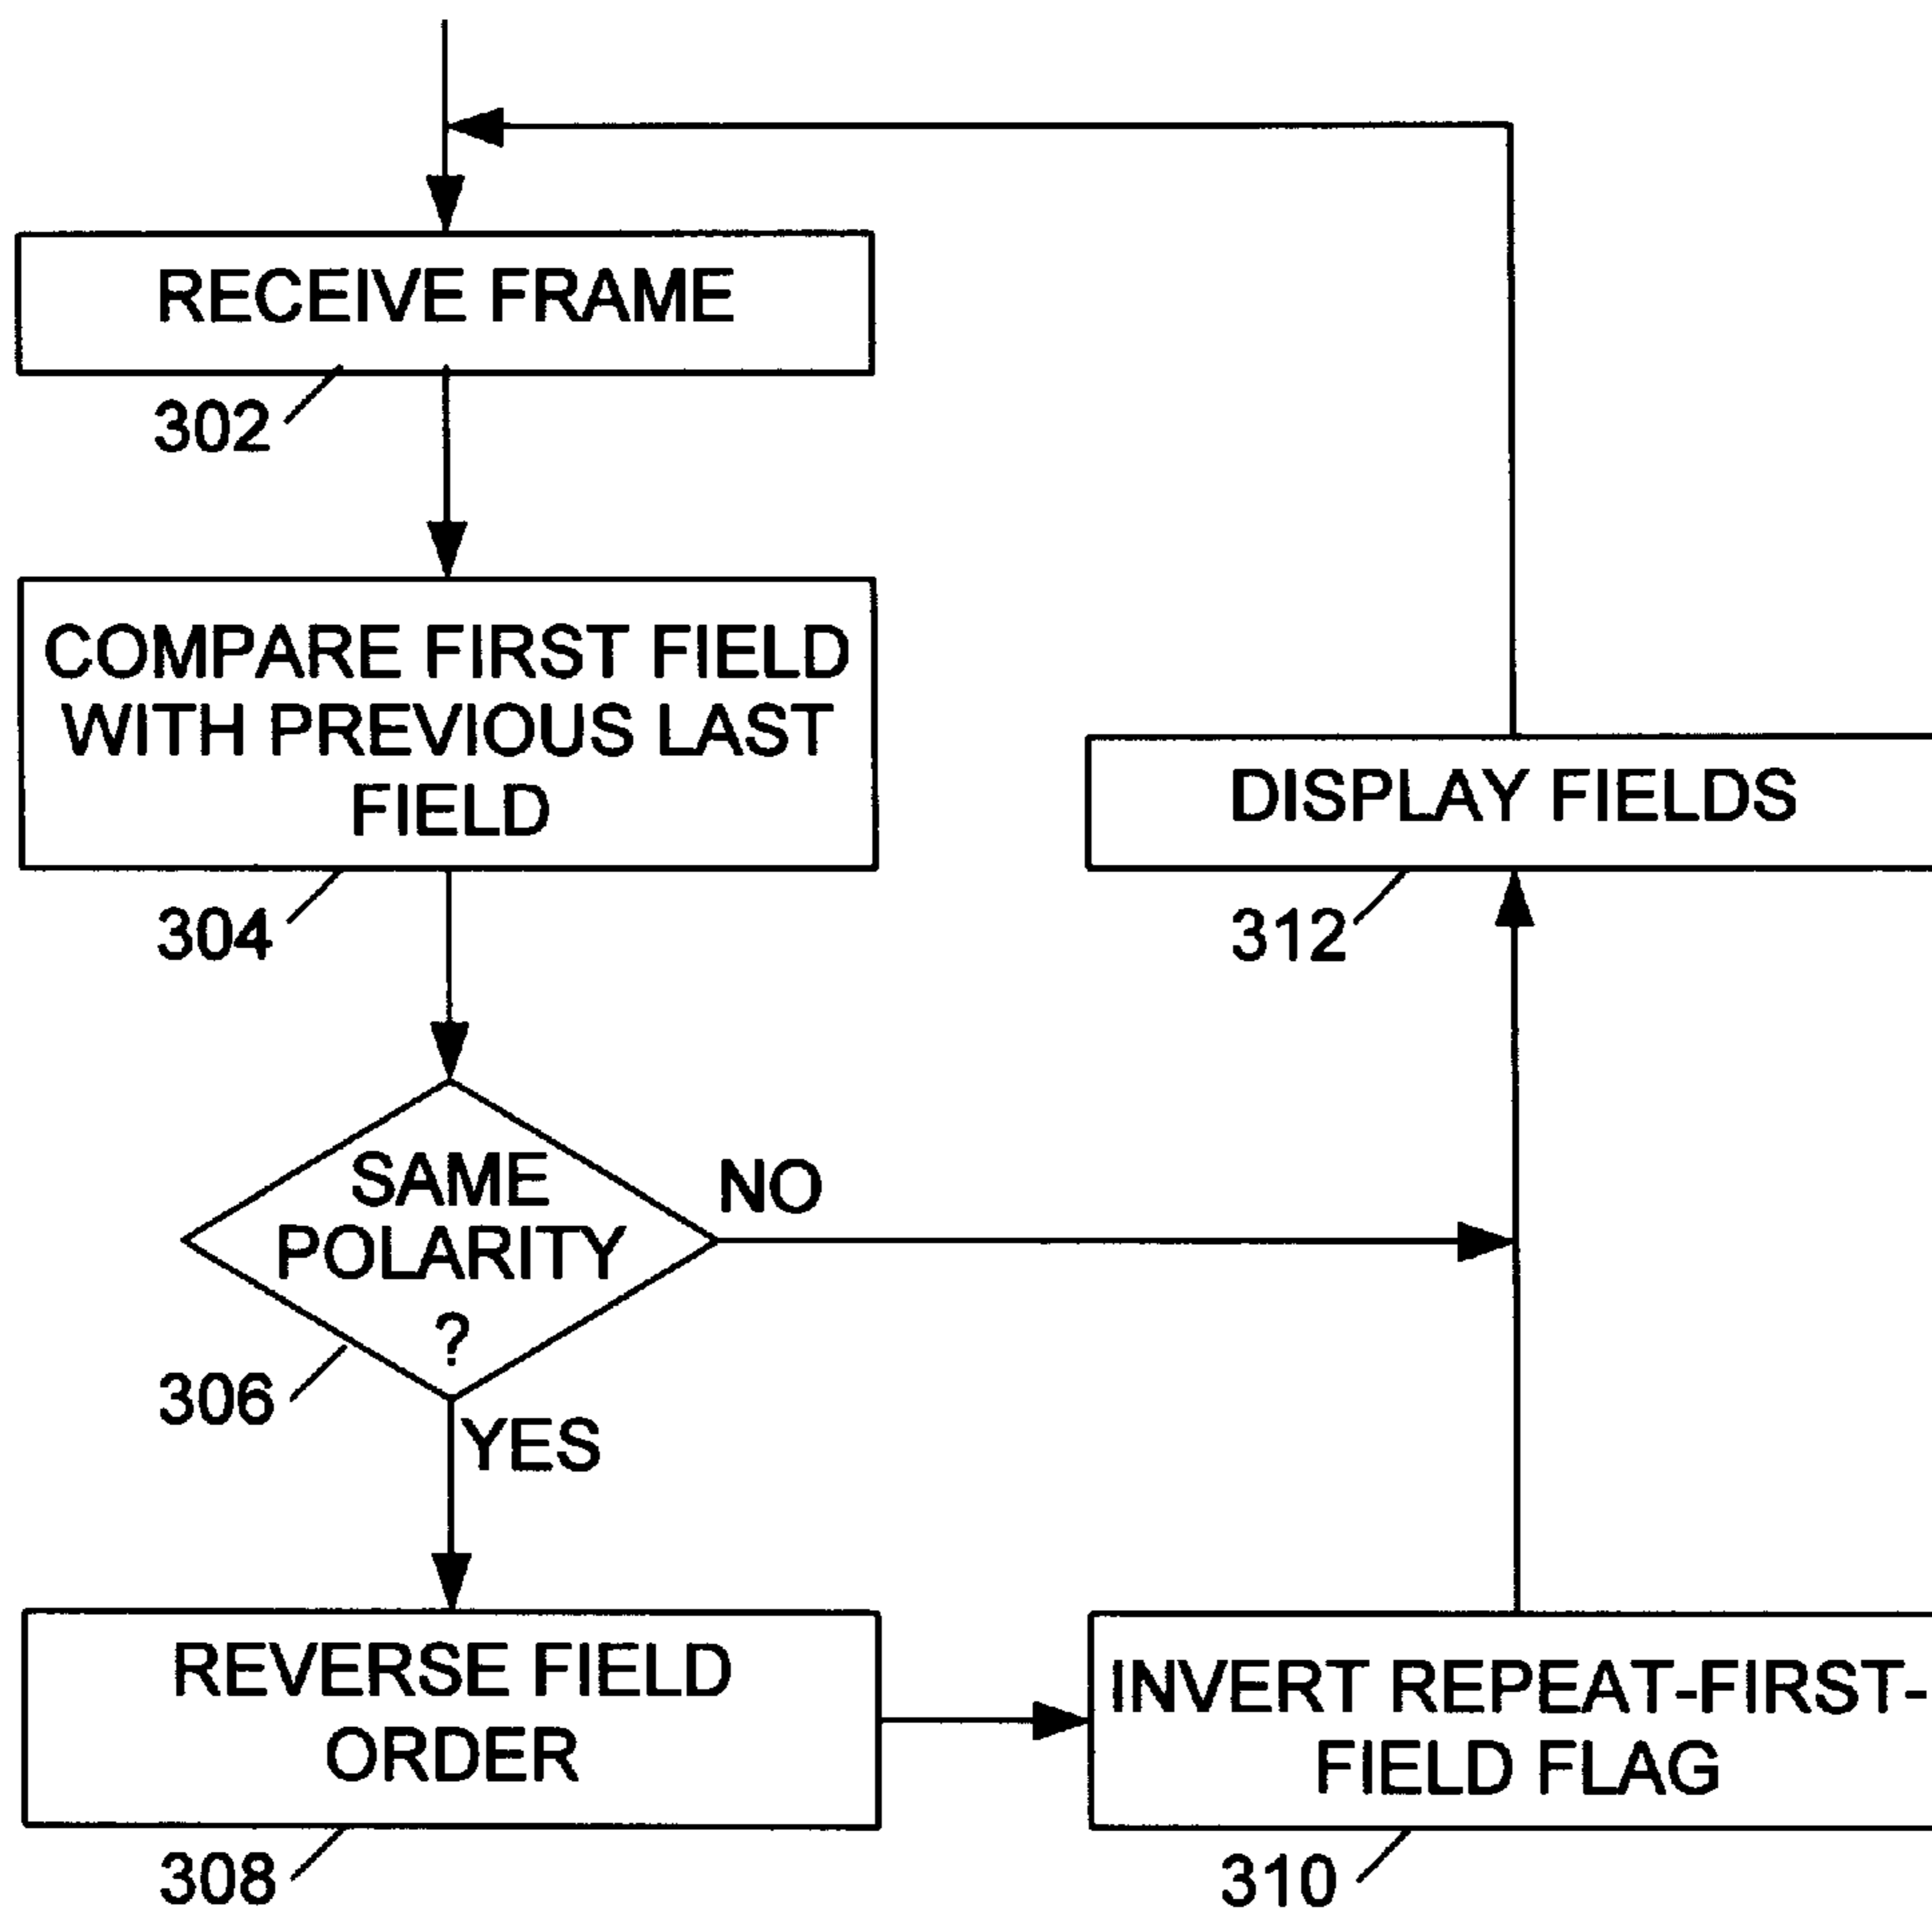 RECEIVE FRAME
302
COMPARE FIRST FIELD
WITH PREVIOUS LAST
FIELD
304
SAME
POLARITY
?
NO
306
YES
REVERSE FIELD
ORDER
308
INVERT REPEAT-FIRST-
FIELD FLAG
310
DISPLAY FIELDS
312